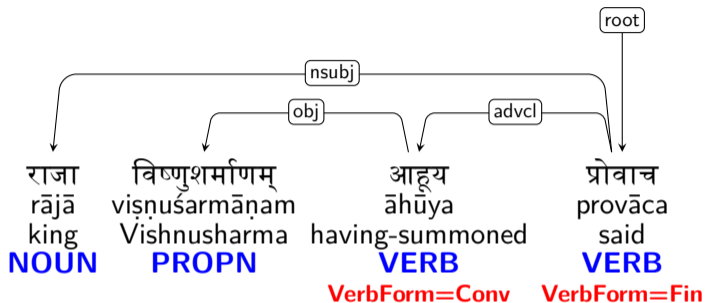 root
nsubj
obj advcl
राजा विष्णुशर्माणम् आहूय प्रोवाच
rājā viṣṇuśarmāṇam āhūya provāca
king Vishnusharma having-summoned said
NOUN PROPN VERB VERB
VerbForm=Conv VerbForm=Fin